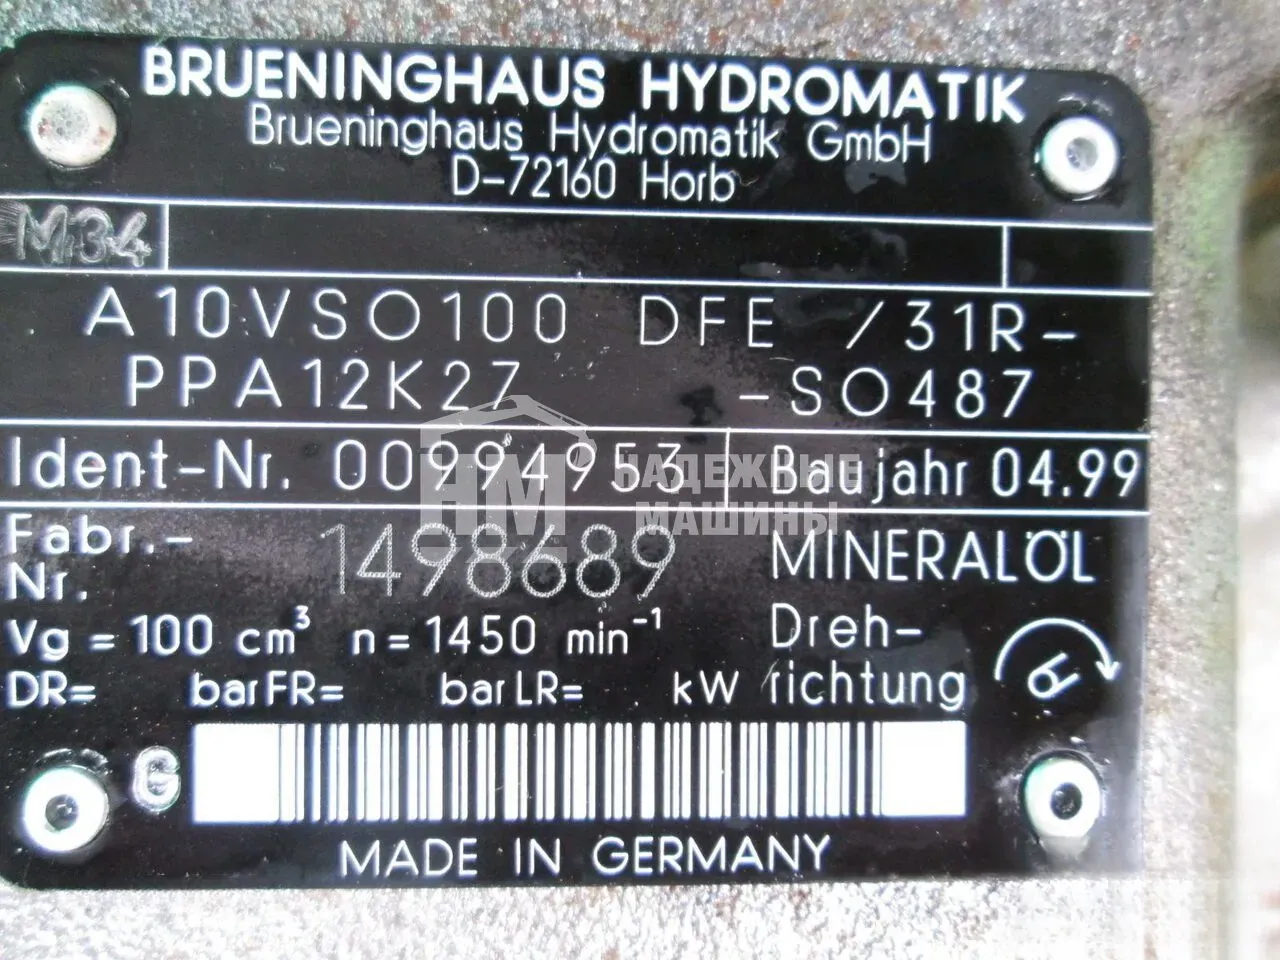 BRUENINGHAUS HYDROMATIK
Brueninghaus Hydromatik GmbH
D-72160 Horb
M34
A10VSO100 DFE /31R-
PPA12K27 -SO487
Ident-Nr. 00994953 Baujahr 04.99
НАДЕЖНЫЕ
МАШИНЫ
НМ
Fabr.-
Nr. 1498689 MINERALÖL
Vg = 100 cm³ n = 1450 min⁻¹ Dreh-
DR= bar FR= bar LR= kW richtung
G
MADE IN GERMANY